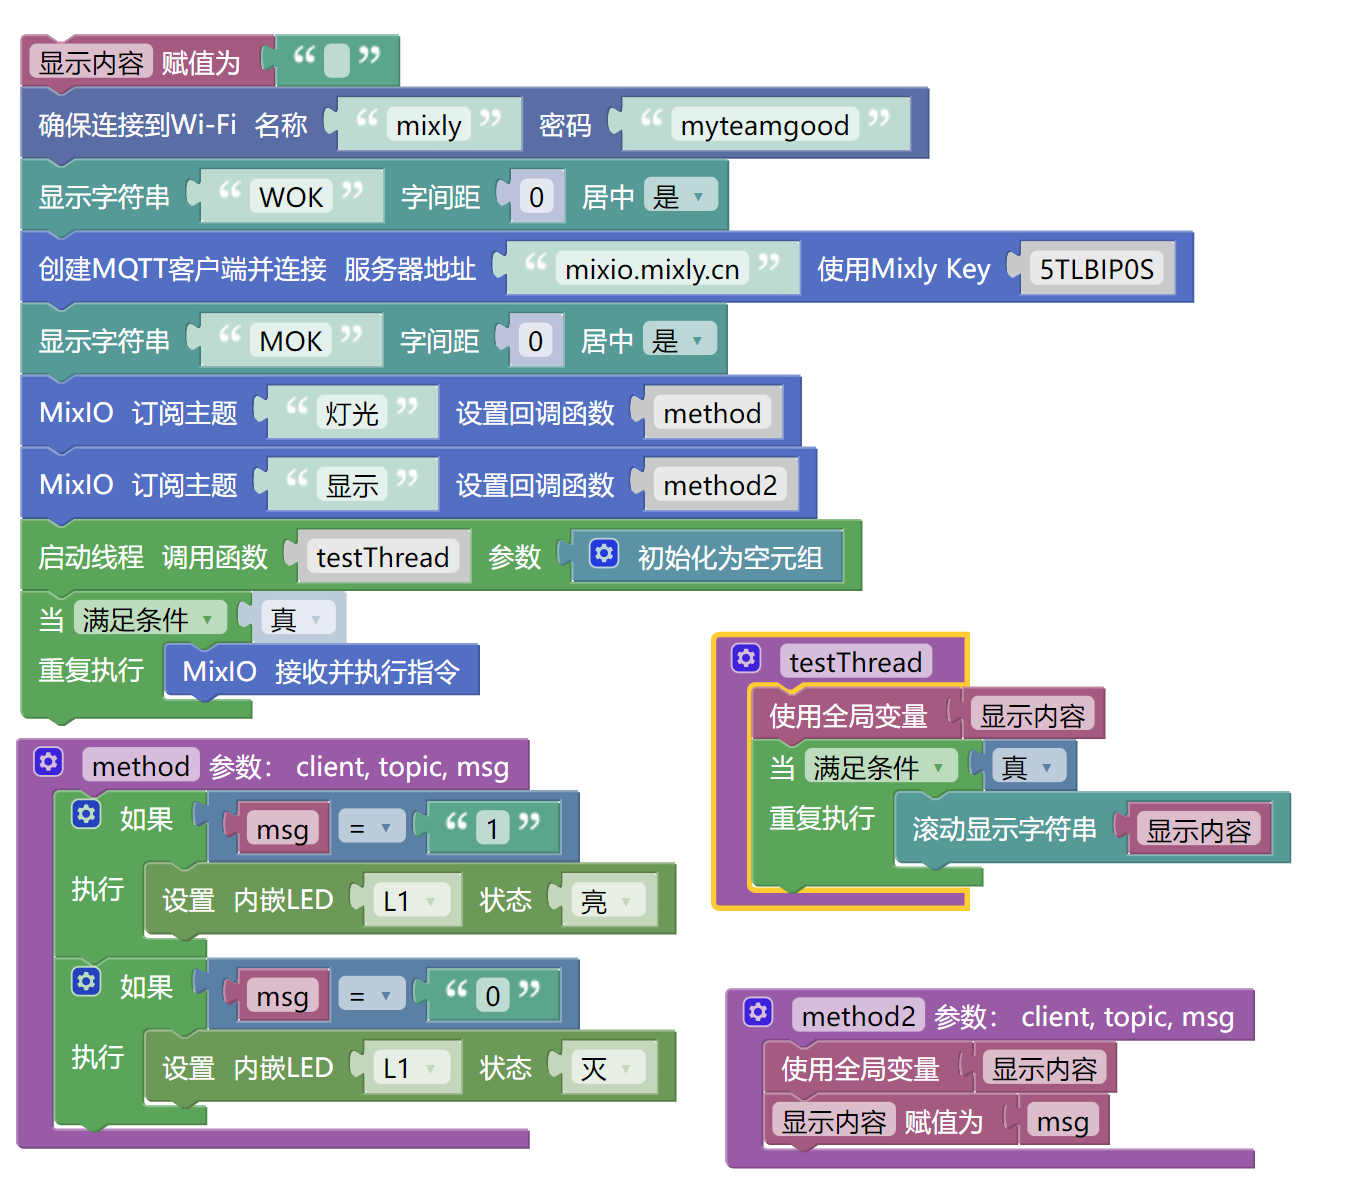 显示内容 赋值为 “ ”
确保连接到Wi-Fi 名称 “ mixly ” 密码 “ myteamgood ”
显示字符串 “ WOK ” 字间距 0 居中 是
创建MQTT客户端并连接 服务器地址 “ mixio.mixly.cn ” 使用Mixly Key 5TLBIP0S
显示字符串 “ MOK ” 字间距 0 居中 是
MixIO 订阅主题 “ 灯光 ” 设置回调函数 method
MixIO 订阅主题 “ 显示 ” 设置回调函数 method2
启动线程 调用函数 testThread 参数 初始化为空元组
当 满足条件 真
重复执行 MixIO 接收并执行指令
method 参数： client, topic, msg
如果 msg = “ 1 ”
执行 设置 内嵌LED L1 状态 亮
如果 msg = “ 0 ”
执行 设置 内嵌LED L1 状态 灭
testThread
使用全局变量 显示内容
当 满足条件 真
重复执行 滚动显示字符串 显示内容
method2 参数： client, topic, msg
使用全局变量 显示内容
显示内容 赋值为 msg